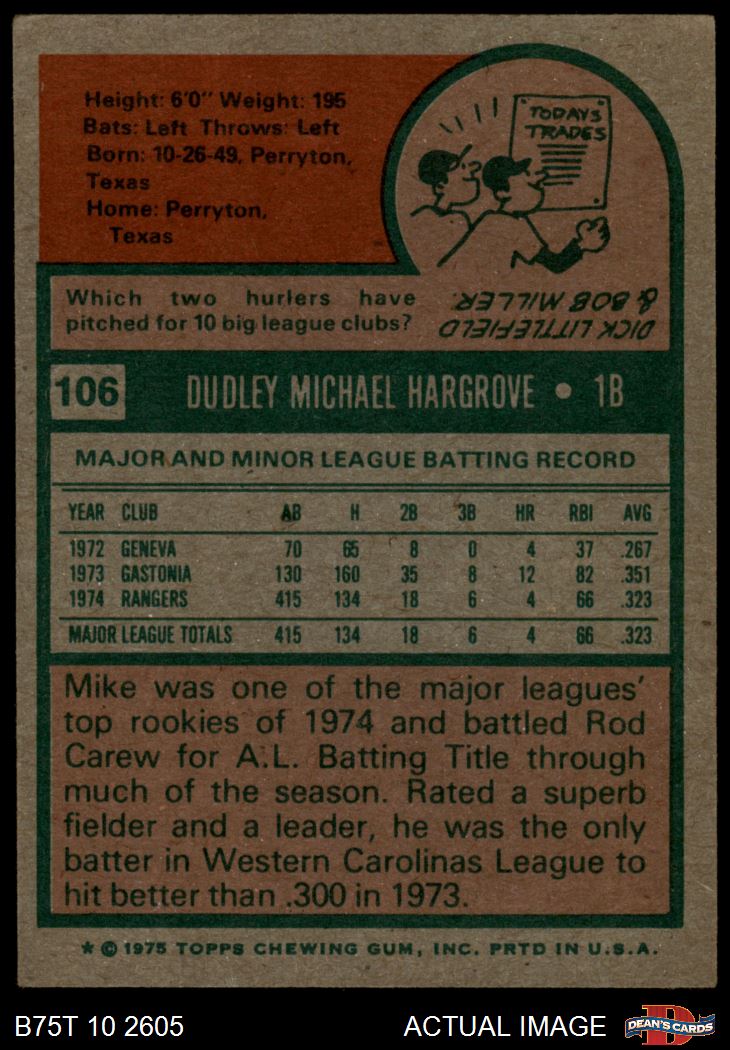 Height: 6'0" Weight: 195
Bats: Left Throws: Left
Born: 10-26-49, Perryton,
Texas
Home: Perryton,
Texas
TODAYS
TRADES
Which two hurlers have
pitched for 10 big league clubs?
DICK LITTLEFIELD
& BOB MILLER.
106 DUDLEY MICHAEL HARGROVE • 1B
MAJOR AND MINOR LEAGUE BATTING RECORD
YEAR CLUB AB H 2B 3B HR RBI AVG
1972 GENEVA 70 65 8 0 4 37 .267
1973 GASTONIA 130 160 35 8 12 82 .351
1974 RANGERS 415 134 18 6 4 66 .323
MAJOR LEAGUE TOTALS 415 134 18 6 4 66 .323
Mike was one of the major leagues'
top rookies of 1974 and battled Rod
Carew for A.L. Batting Title through
much of the season. Rated a superb
fielder and a leader, he was the only
batter in Western Carolinas League to
hit better than .300 in 1973.
* © 1975 TOPPS CHEWING GUM, INC. PRTD IN U.S.A.
B75T 10 2605 ACTUAL IMAGE
DEAN'S CARDS